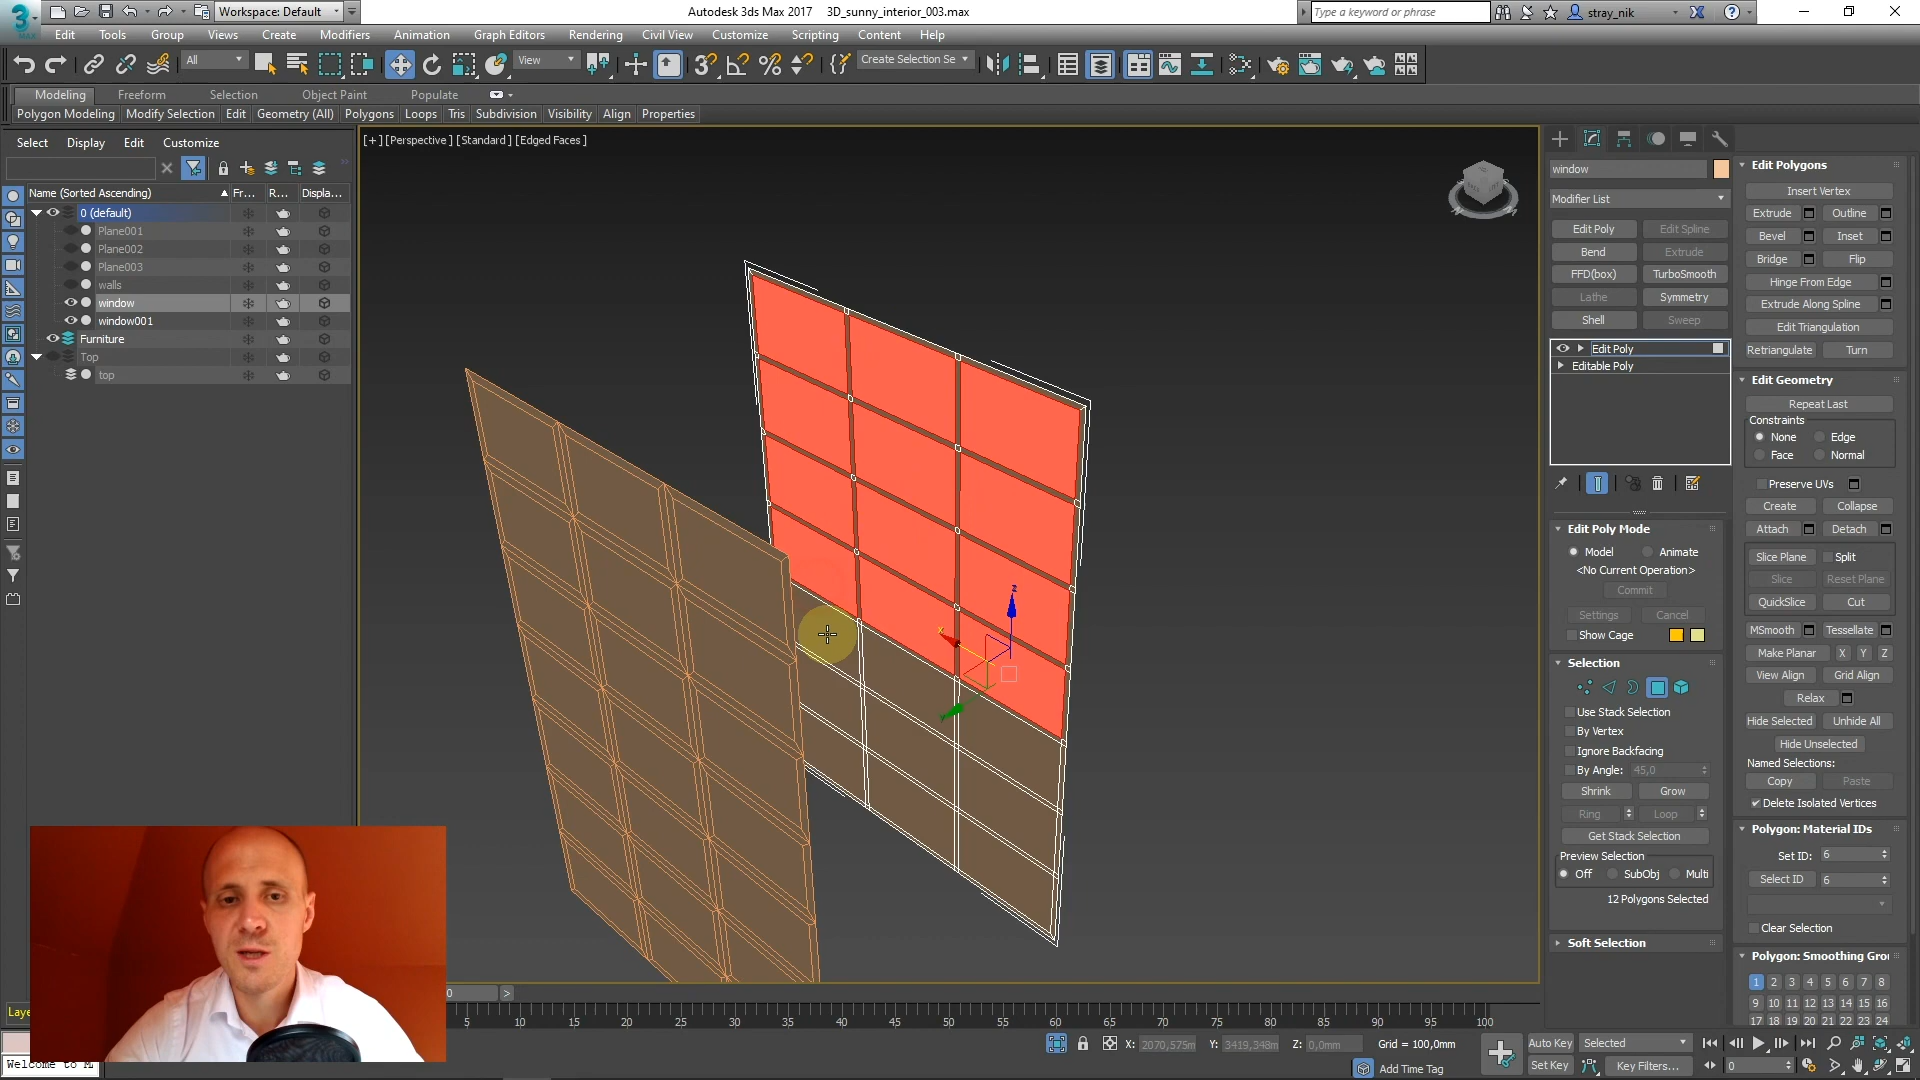 Workspace: Default
Autodesk 3ds Max 2017 3D_sunny_interior_003.max
Type a keyword or phrase
stray_nik
MAX
Edit Tools Group Views Create Modifiers Animation Graph Editors Rendering Civil View Customize Scripting Content Help
All
View
Create Selection Se
Modeling Freeform Selection Object Paint Populate
Polygon Modeling Modify Selection Edit Geometry (All) Polygons Loops Tris Subdivision Visibility Align Properties
Select Display Edit Customize
[+] [Perspective] [Standard] [Edged Faces]
Name (Sorted Ascending) Fr... R... Displa...
0 (default)
Plane001
Plane002
Plane003
walls
window
window001
Furniture
Top
top
window
Modifier List
Edit Poly Edit Spline
Bend Extrude
FFD(box) TurboSmooth
Lathe Symmetry
Shell Sweep
Edit Poly
Editable Poly
Edit Poly Mode
Model Animate
<No Current Operation>
Commit
Settings Cancel
Show Cage
Selection
Use Stack Selection
By Vertex
Ignore Backfacing
By Angle: 45,0
Shrink Grow
Ring Loop
Get Stack Selection
Preview Selection
Off SubObj Multi
12 Polygons Selected
Soft Selection
Edit Polygons
Insert Vertex
Extrude Outline
Bevel Inset
Bridge Flip
Hinge From Edge
Extrude Along Spline
Edit Triangulation
Retriangulate Turn
Edit Geometry
Repeat Last
Constraints
None Edge
Face Normal
Preserve UVs
Create Collapse
Attach Detach
Slice Plane Split
Slice Reset Plane
QuickSlice Cut
MSmooth Tessellate
Make Planar X Y Z
View Align Grid Align
Relax
Hide Selected Unhide All
Hide Unselected
Named Selections:
Copy Paste
Delete Isolated Vertices
Polygon: Material IDs
Set ID: 6
Select ID 6
Clear Selection
Polygon: Smoothing Grou
1 2 3 4 5 6 7 8
9 10 11 12 13 14 15 16
17 18 19 20 21 22 23 24
x
z
0 >
5 10 15 20 25 30 35 40 45 50 55 60 65 70 75 80 85 90 95 100
Laye
Welcome to M
X: 2070,575m Y: 3419,348m Z: 0,0mm Grid = 100,0mm
Add Time Tag
Auto Key Selected
Set Key Key Filters...
0